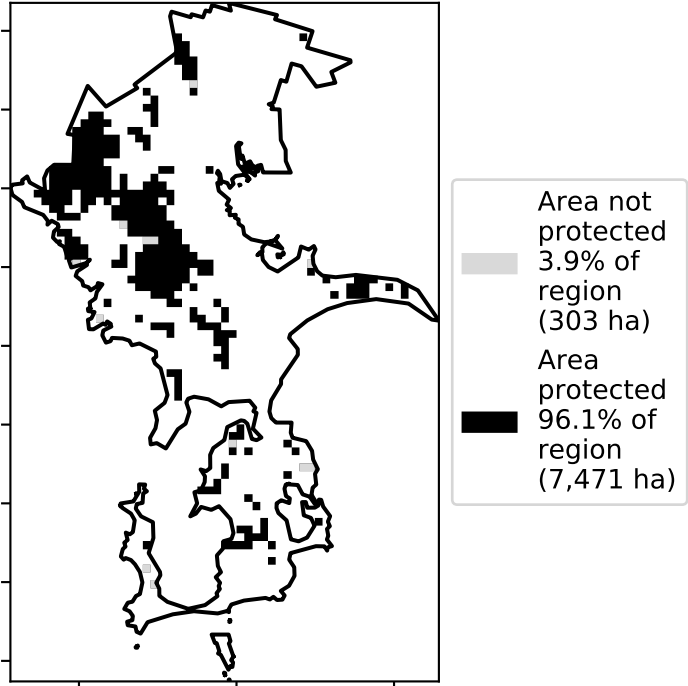 Area not
protected
3.9% of
region
(303 ha)
Area
protected
96.1% of
region
(7,471 ha)